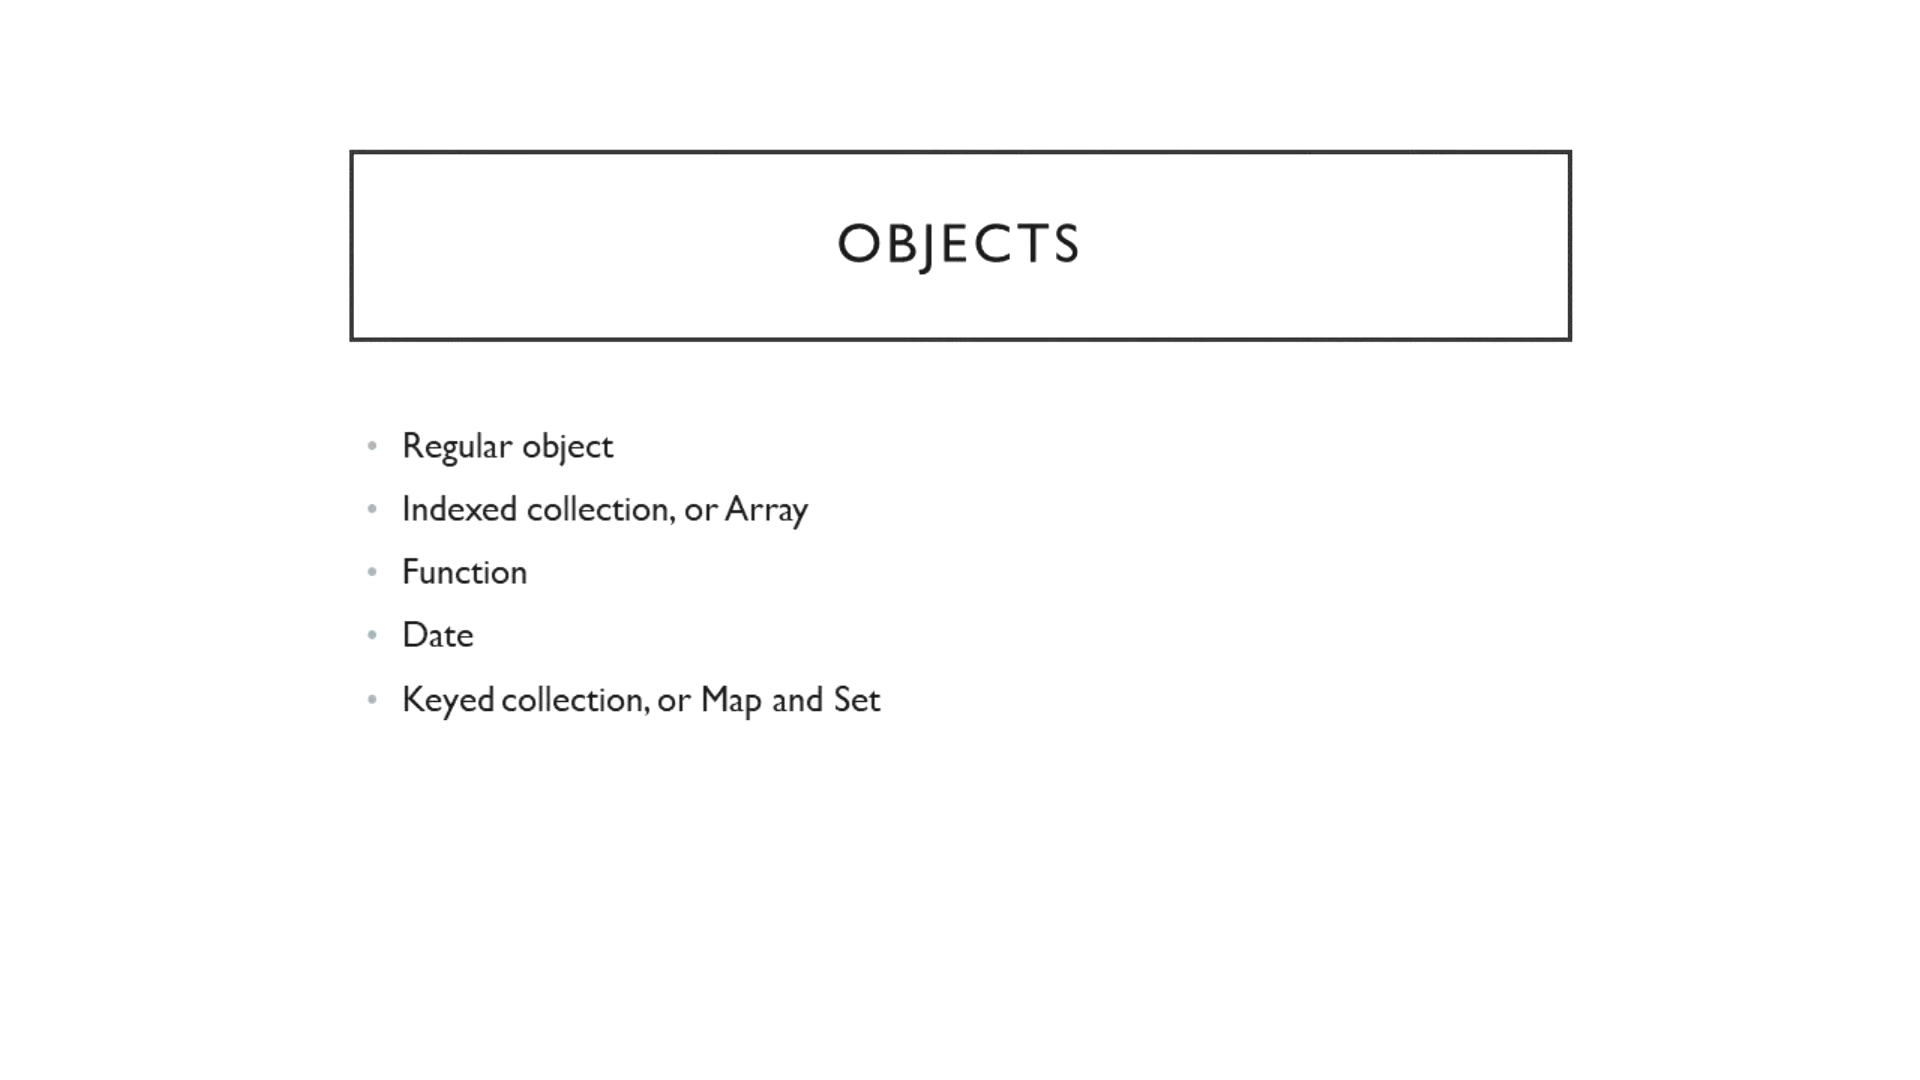 OBJECTS
• Regular object
• Indexed collection, or Array
• Function
• Date
• Keyed collection, or Map and Set